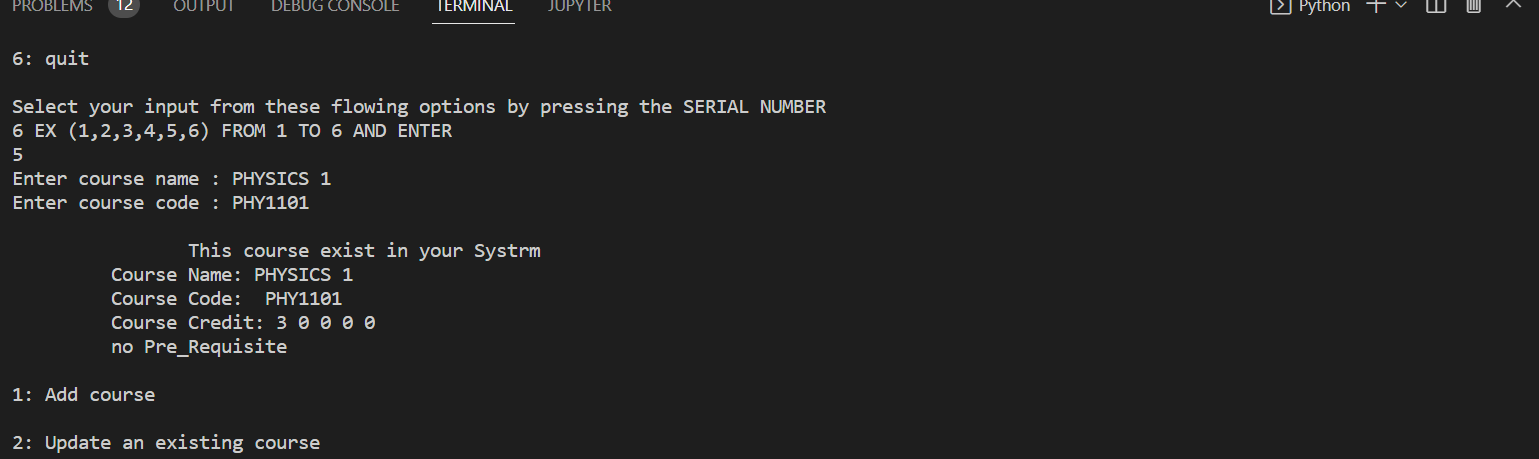 PROBLEMS 12 OUTPUT DEBUG CONSOLE TERMINAL JUPYTER Python
6: quit
Select your input from these flowing options by pressing the SERIAL NUMBER
6 EX (1,2,3,4,5,6) FROM 1 TO 6 AND ENTER
5
Enter course name : PHYSICS 1
Enter course code : PHY1101
This course exist in your Systrm
Course Name: PHYSICS 1
Course Code:  PHY1101
Course Credit: 3 0 0 0 0
no Pre_Requisite
1: Add course
2: Update an existing course